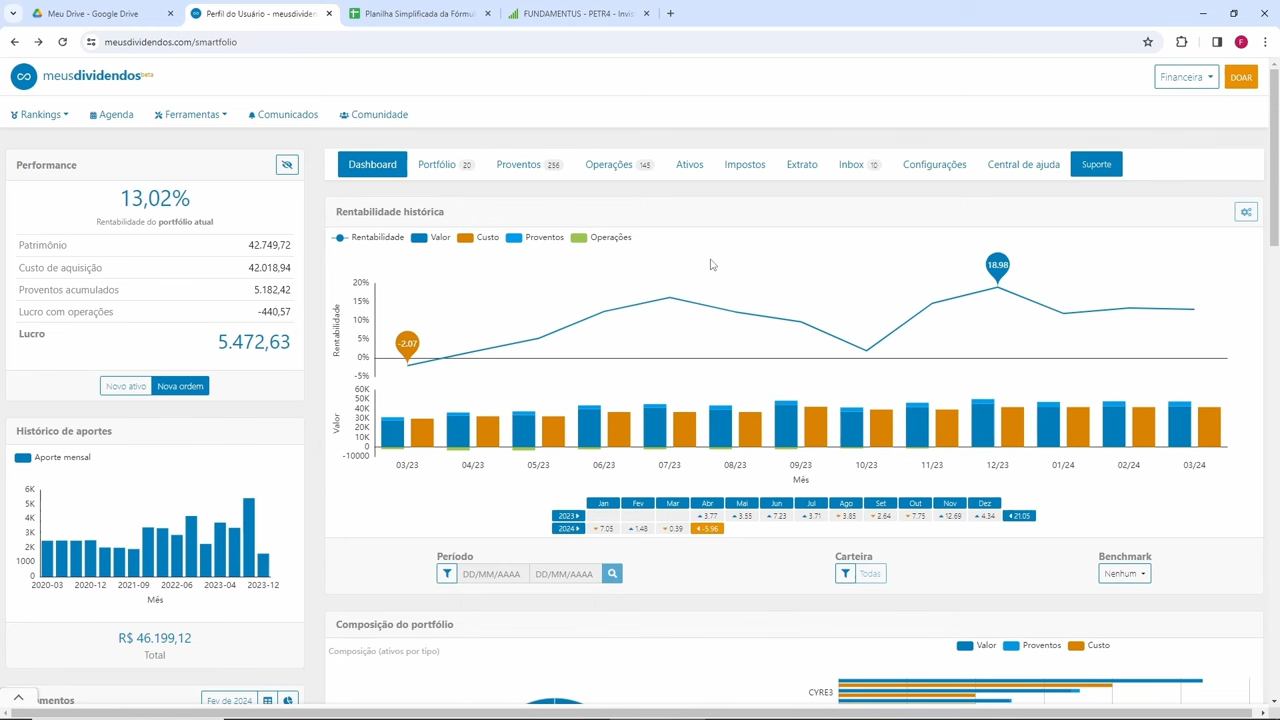 Meu Drive - Google Drive
Perfil do Usuário - meusdividen
Planilha Simplificada da Fórmul
FUNDAMENTUS - PETR4 - Invis
meusdividendos.com/smartfolio
F
meusdividendosbeta
Financeira
DOAR
Rankings
Agenda
Ferramentas
Comunicados
Comunidade
Performance
13,02%
Rentabilidade do portfólio atual
Patrimônio 42.749,72
Custo de aquisição 42.018,94
Proventos acumulados 5.182,42
Lucro com operações -440,57
Lucro 5.472,63
Novo ativo Nova ordem
Histórico de aportes
Aporte mensal
6K
5K
4K
3K
2K
1000
0
2020-03 2020-12 2021-09 2022-06 2023-04 2023-12
Mês
R$ 46.199,12
Total
mentos
Fev de 2024
Dashboard Portfólio 20 Proventos 256 Operações 145 Ativos Impostos Extrato Inbox 10 Configurações Central de ajuda Suporte
Rentabilidade histórica
Rentabilidade Valor Custo Proventos Operações
Rentabilidade
20%
15%
10%
5%
0%
-5%
-2.07
18.98
Valor
60K
50K
40K
30K
20K
10K
0
-10000
03/23 04/23 05/23 06/23 07/23 08/23 09/23 10/23 11/23 12/23 01/24 02/24 03/24
Mês
Jan Fev Mar Abr Mai Jun Jul Ago Set Out Nov Dez
2023 3.77 3.55 7.23 3.71 3.85 2.64 7.75 12.69 4.34 21.05
2024 7.05 1.48 0.39 -5.96
Período
DD/MM/AAAA DD/MM/AAAA
Carteira
Todas
Benchmark
Nenhum
Composição do portfólio
Composição (ativos por tipo)
Valor Proventos Custo
CYRE3